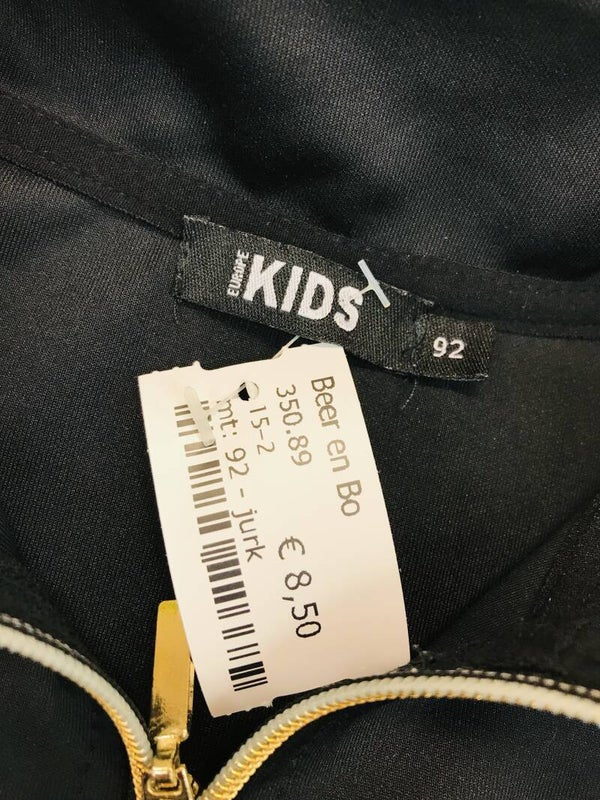 EUROPE
KIDS
92
Beer en Bo
350.89
€ 8,50
15-2
mt: 92 - jurk